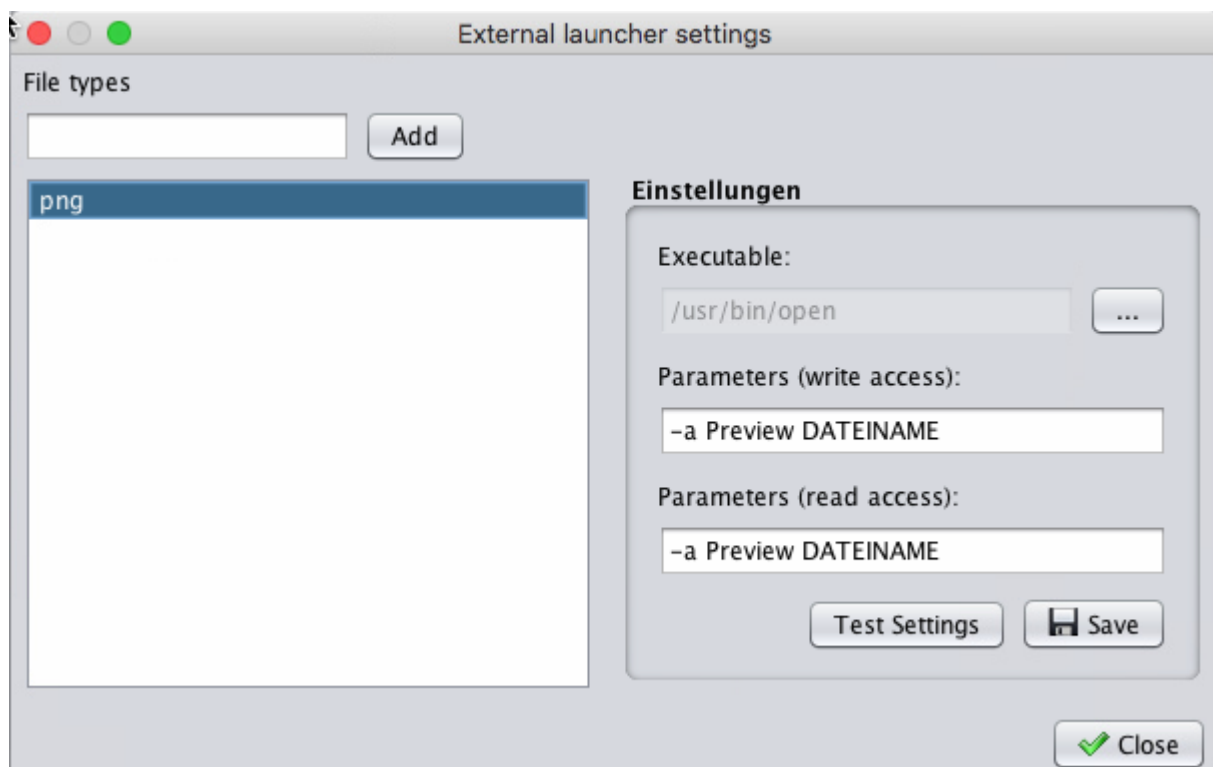 External launcher settings
File types
Add
png
Einstellungen
Executable:
/usr/bin/open
...
Parameters (write access):
-a Preview DATEINAME
Parameters (read access):
-a Preview DATEINAME
Test Settings
Save
Close